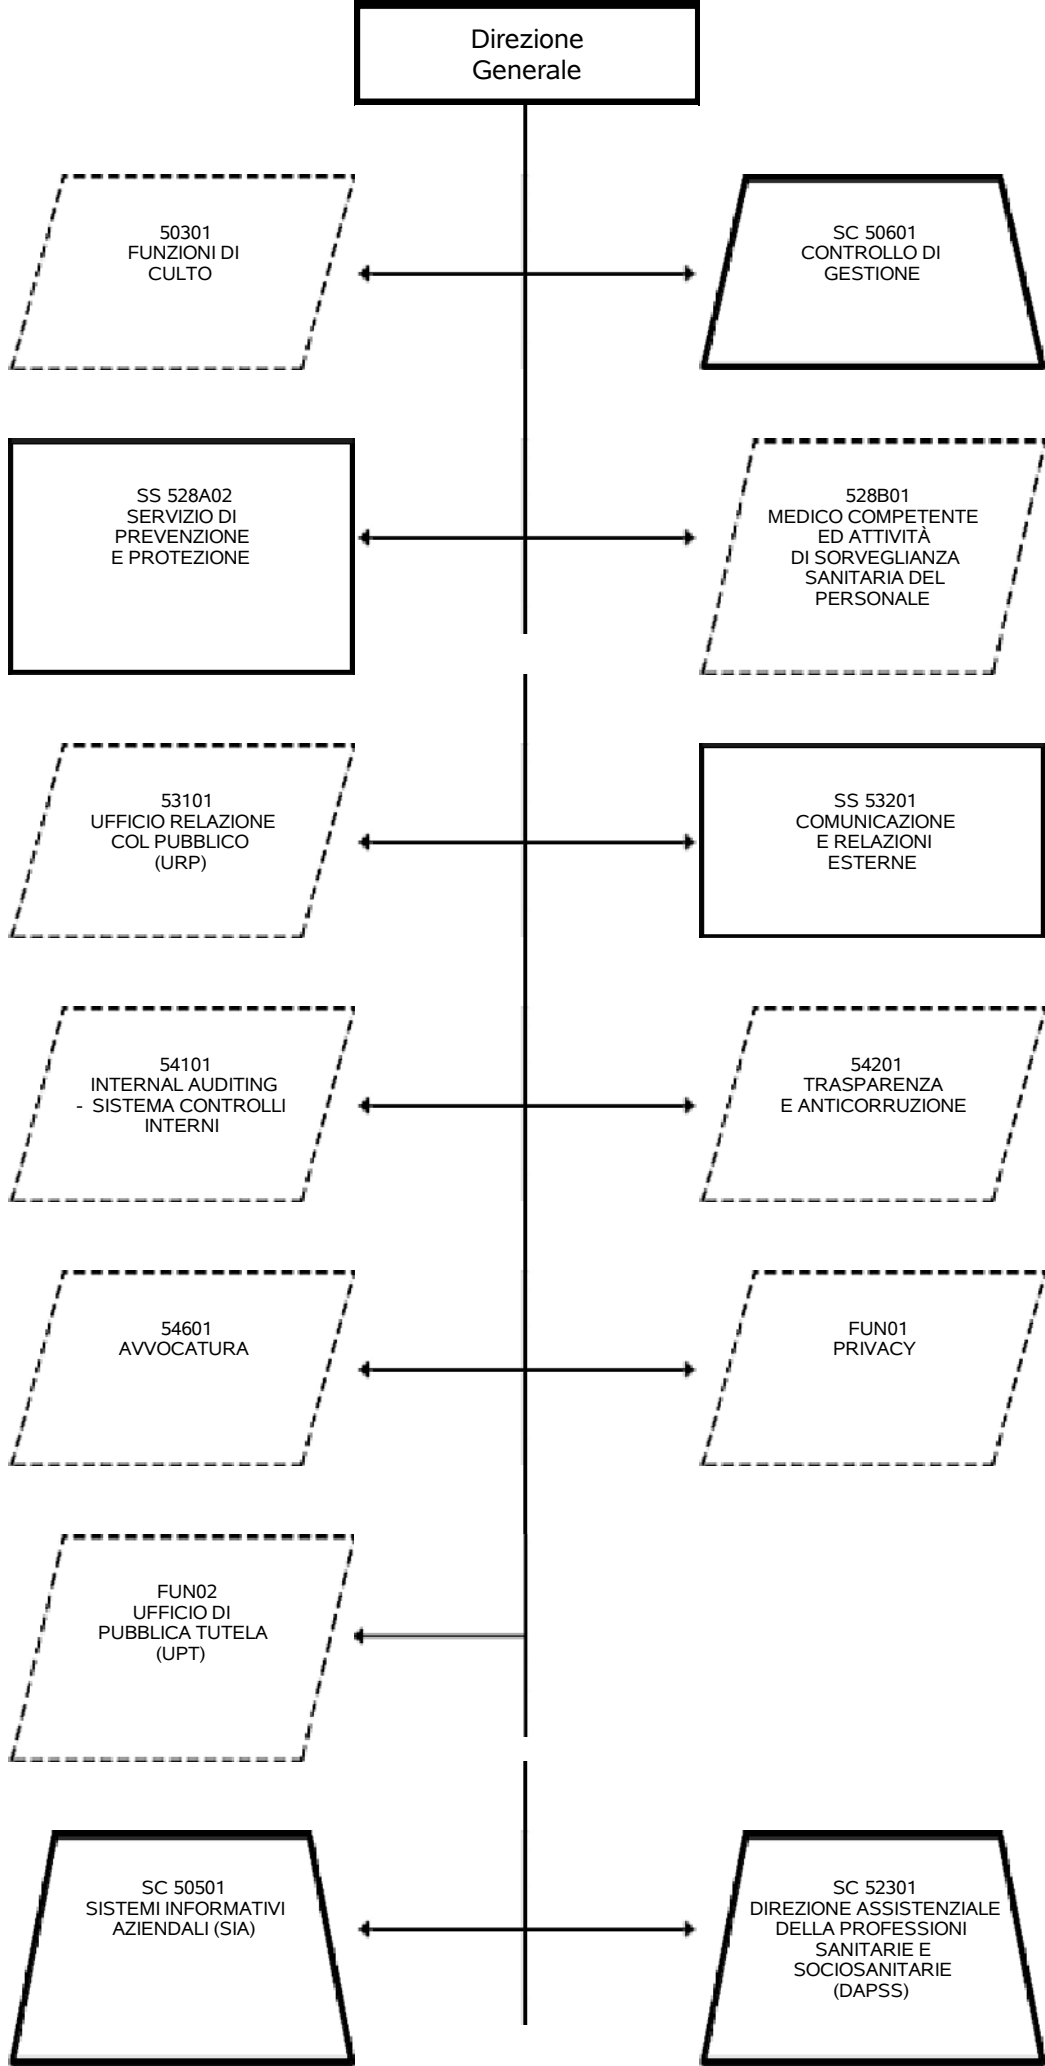 Direzione
Generale
50301
FUNZIONI DI
CULTO
SC 50601
CONTROLLO DI
GESTIONE
SS 528A02
SERVIZIO DI
PREVENZIONE
E PROTEZIONE
528B01
MEDICO COMPETENTE
ED ATTIVITÀ
DI SORVEGLIANZA
SANITARIA DEL
PERSONALE
53101
UFFICIO RELAZIONE
COL PUBBLICO
(URP)
SS 53201
COMUNICAZIONE
E RELAZIONI
ESTERNE
54101
INTERNAL AUDITING
- SISTEMA CONTROLLI
INTERNI
54201
TRASPARENZA
E ANTICORRUZIONE
54601
AVVOCATURA
FUN01
PRIVACY
FUN02
UFFICIO DI
PUBBLICA TUTELA
(UPT)
SC 50501
SISTEMI INFORMATIVI
AZIENDALI (SIA)
SC 52301
DIREZIONE ASSISTENZIALE
DELLA PROFESSIONI
SANITARIE E
SOCIOSANITARIE
(DAPSS)